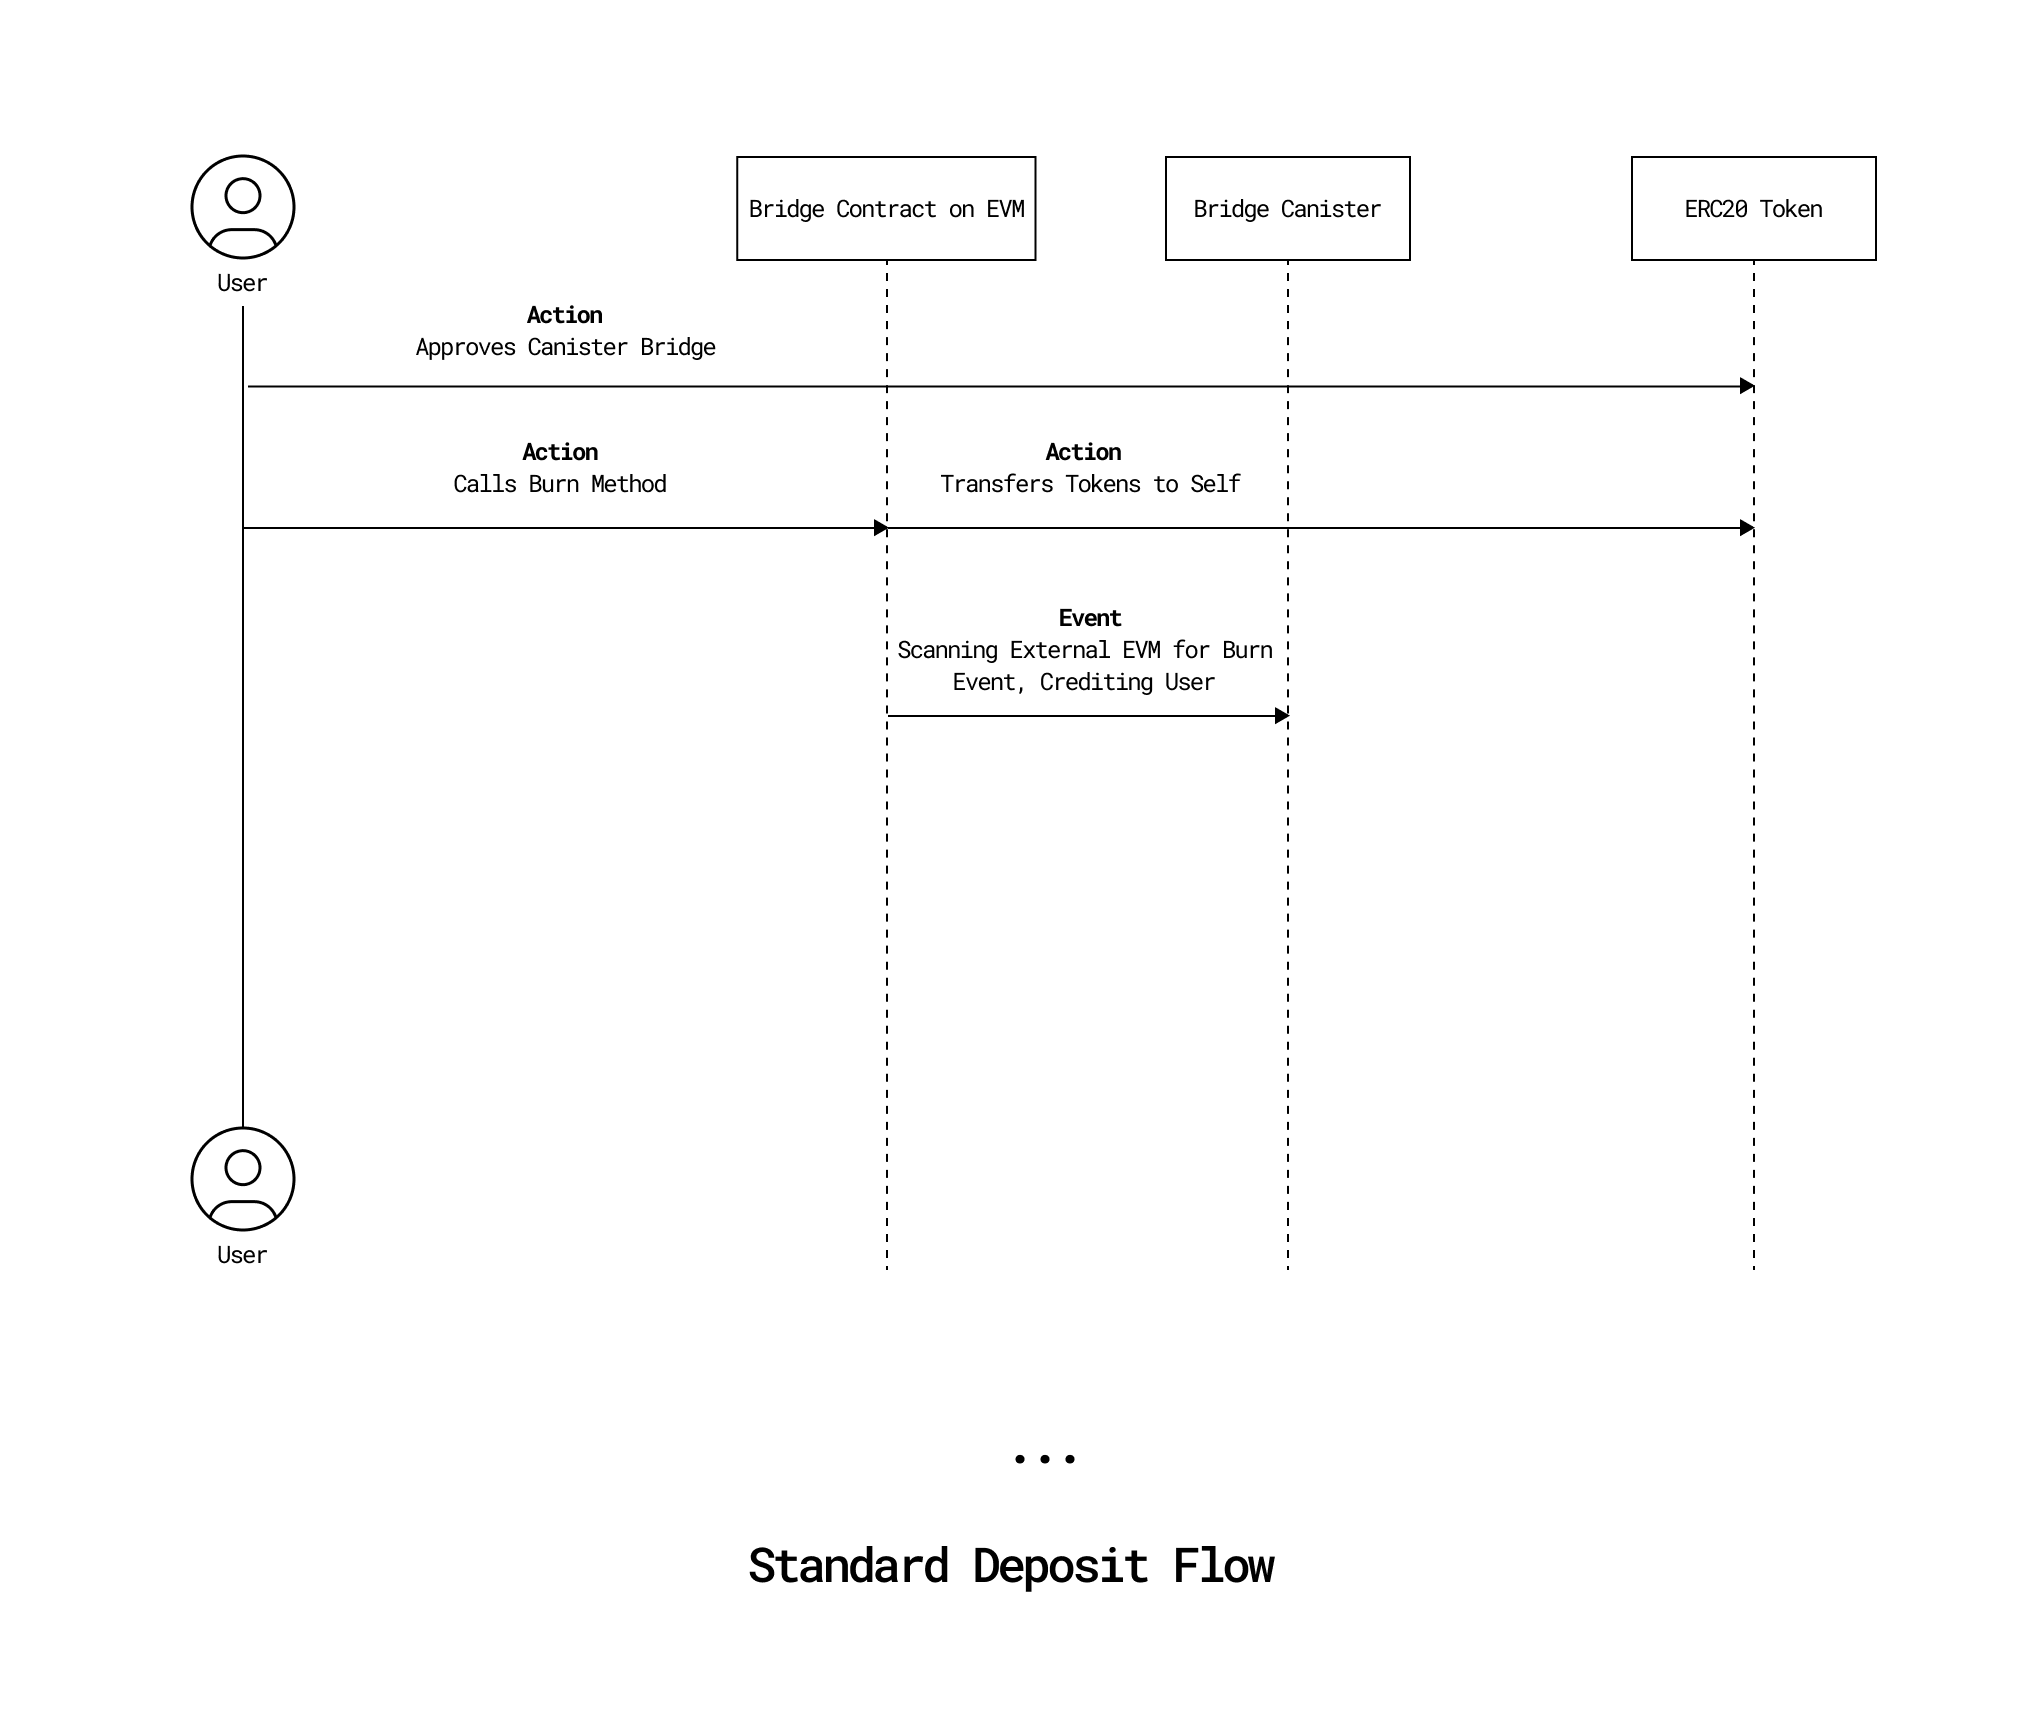 Bridge Contract on EVM
Bridge Canister
ERC20 Token
User
Action
Approves Canister Bridge
Action
Calls Burn Method
Action
Transfers Tokens to Self
Event
Scanning External EVM for Burn
Event, Crediting User
User
...
Standard Deposit Flow